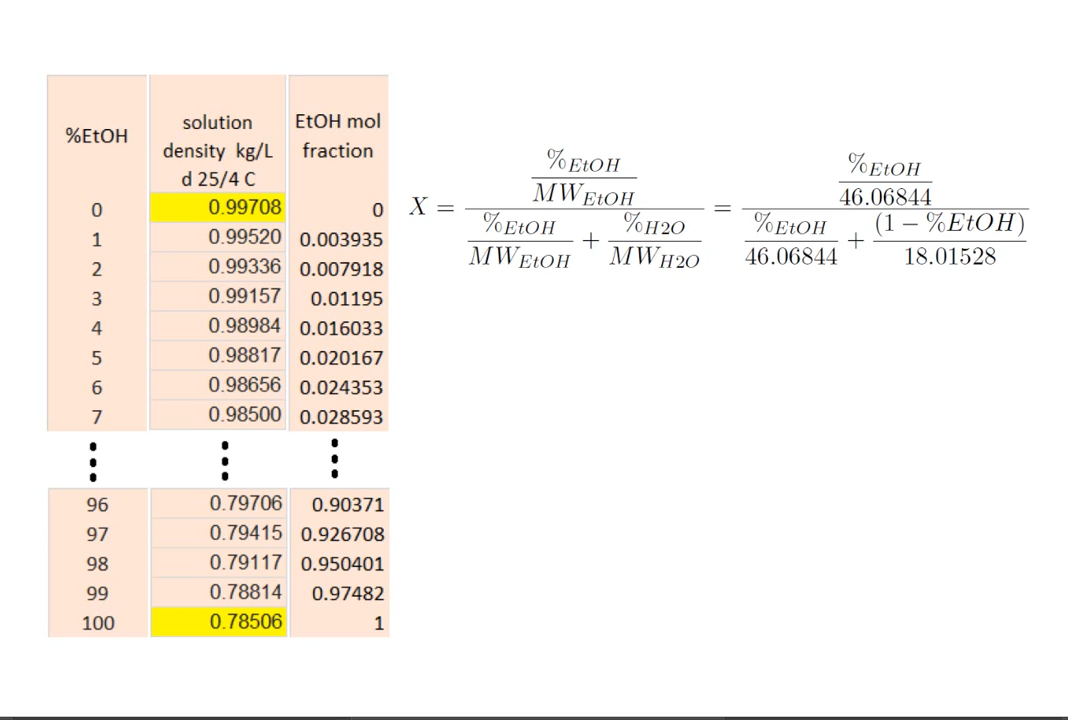 %EtOH solution density kg/L d 25/4 C EtOH mol fraction
0 0.99708 0
1 0.99520 0.003935
2 0.99336 0.007918
3 0.99157 0.01195
4 0.98984 0.016033
5 0.98817 0.020167
6 0.98656 0.024353
7 0.98500 0.028593
⋮ ⋮ ⋮
96 0.79706 0.90371
97 0.79415 0.926708
98 0.79117 0.950401
99 0.78814 0.97482
100 0.78506 1
X = (%EtOH / MWEtOH) / (%EtOH / MWEtOH + %H2O / MWH2O) = (%EtOH / 46.06844) / (%EtOH / 46.06844 + (1 − %EtOH) / 18.01528)